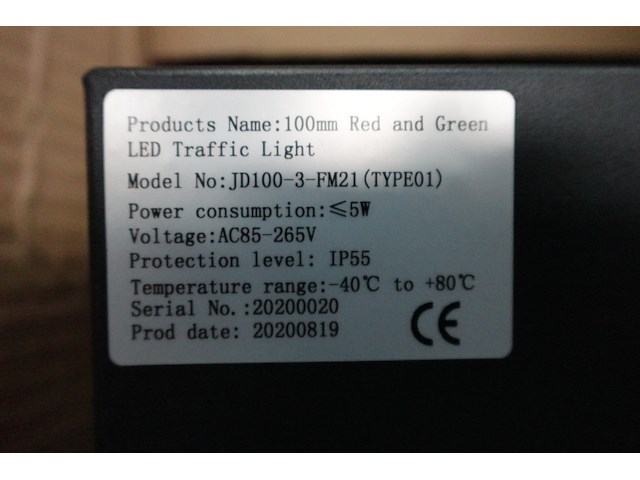 Products Name:100mm Red and Green
LED Traffic Light
Model No:JD100-3-FM21(TYPE01)
Power consumption:≤5W
Voltage:AC85-265V
Protection level: IP55
Temperature range:-40℃ to +80℃
Serial No.:20200020
Prod date: 20200819
CE